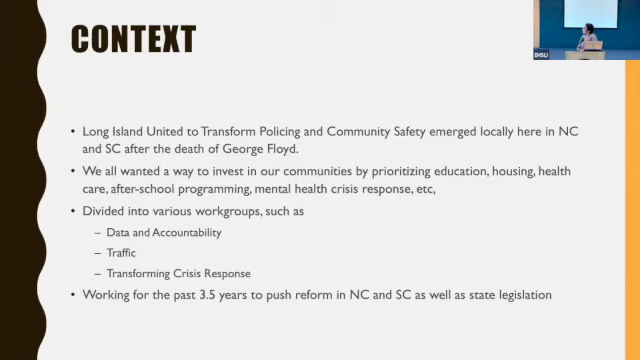 CONTEXT
EHSLI
• Long Island United to Transform Policing and Community Safety emerged locally here in NC
and SC after the death of George Floyd.
• We all wanted a way to invest in our communities by prioritizing education, housing, health
care, after-school programming, mental health crisis response, etc,
• Divided into various workgroups, such as
– Data and Accountability
– Traffic
– Transforming Crisis Response
• Working for the past 3.5 years to push reform in NC and SC as well as state legislation